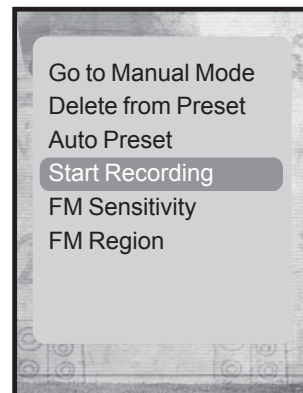 Go to Manual Mode
Delete from Preset
Auto Preset
Start Recording
FM Sensitivity
FM Region